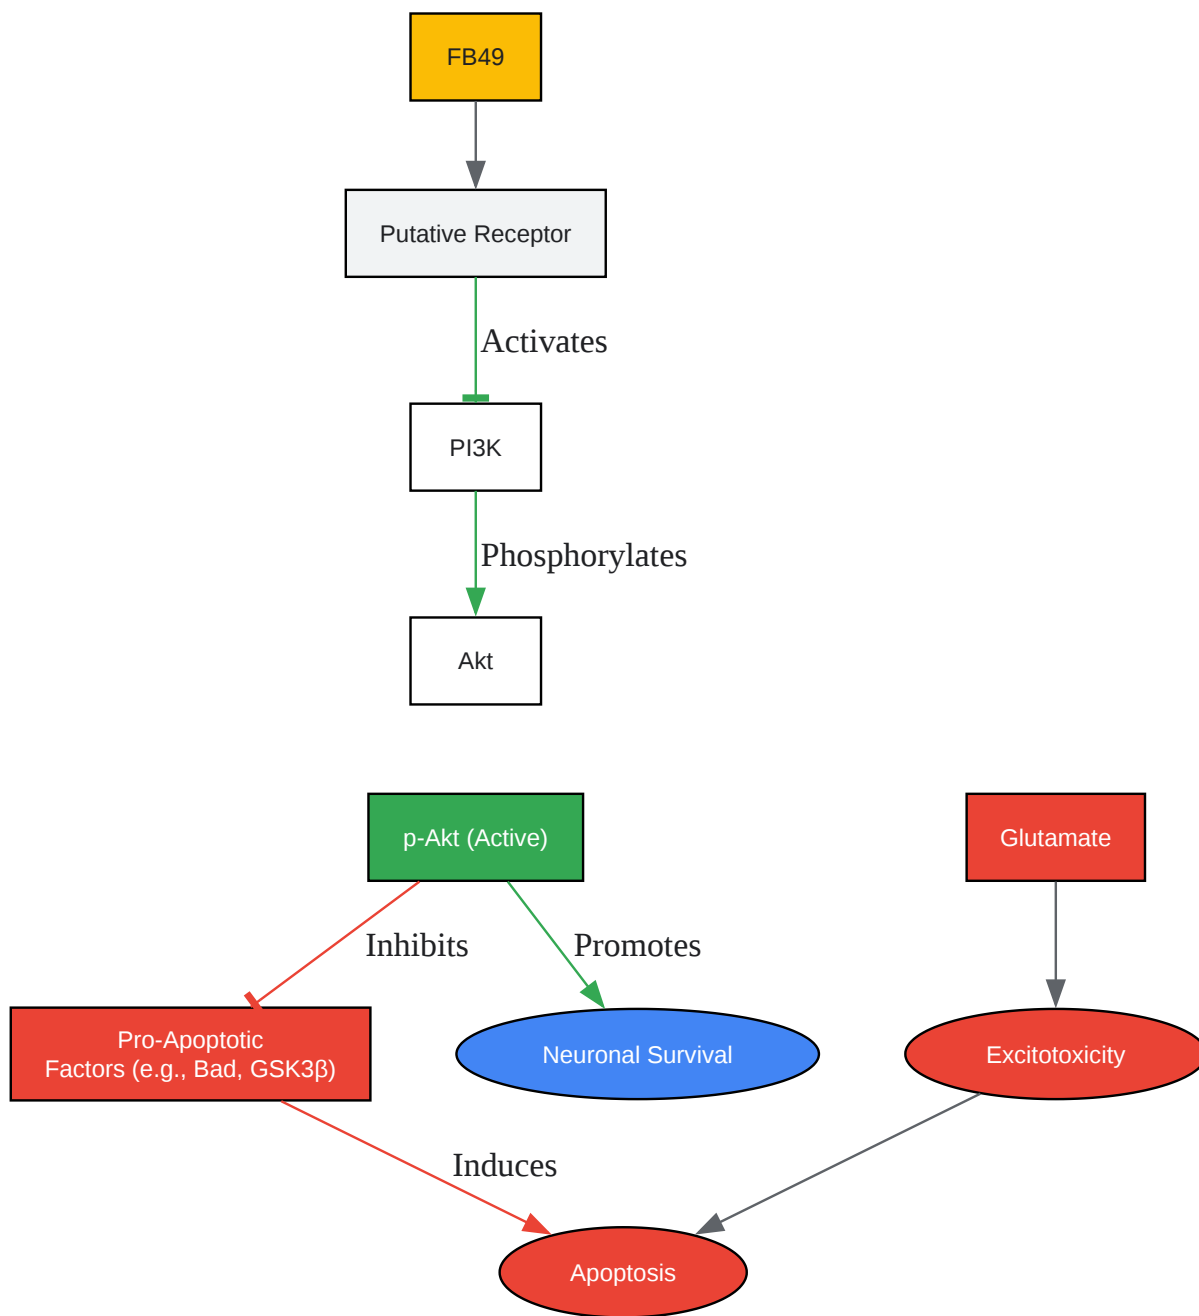 FB49
Putative Receptor
Activates
PI3K
Phosphorylates
Akt
p-Akt (Active)
Glutamate
Inhibits
Promotes
Pro-Apoptotic
Factors (e.g., Bad, GSK3β)
Neuronal Survival
Excitotoxicity
Induces
Apoptosis